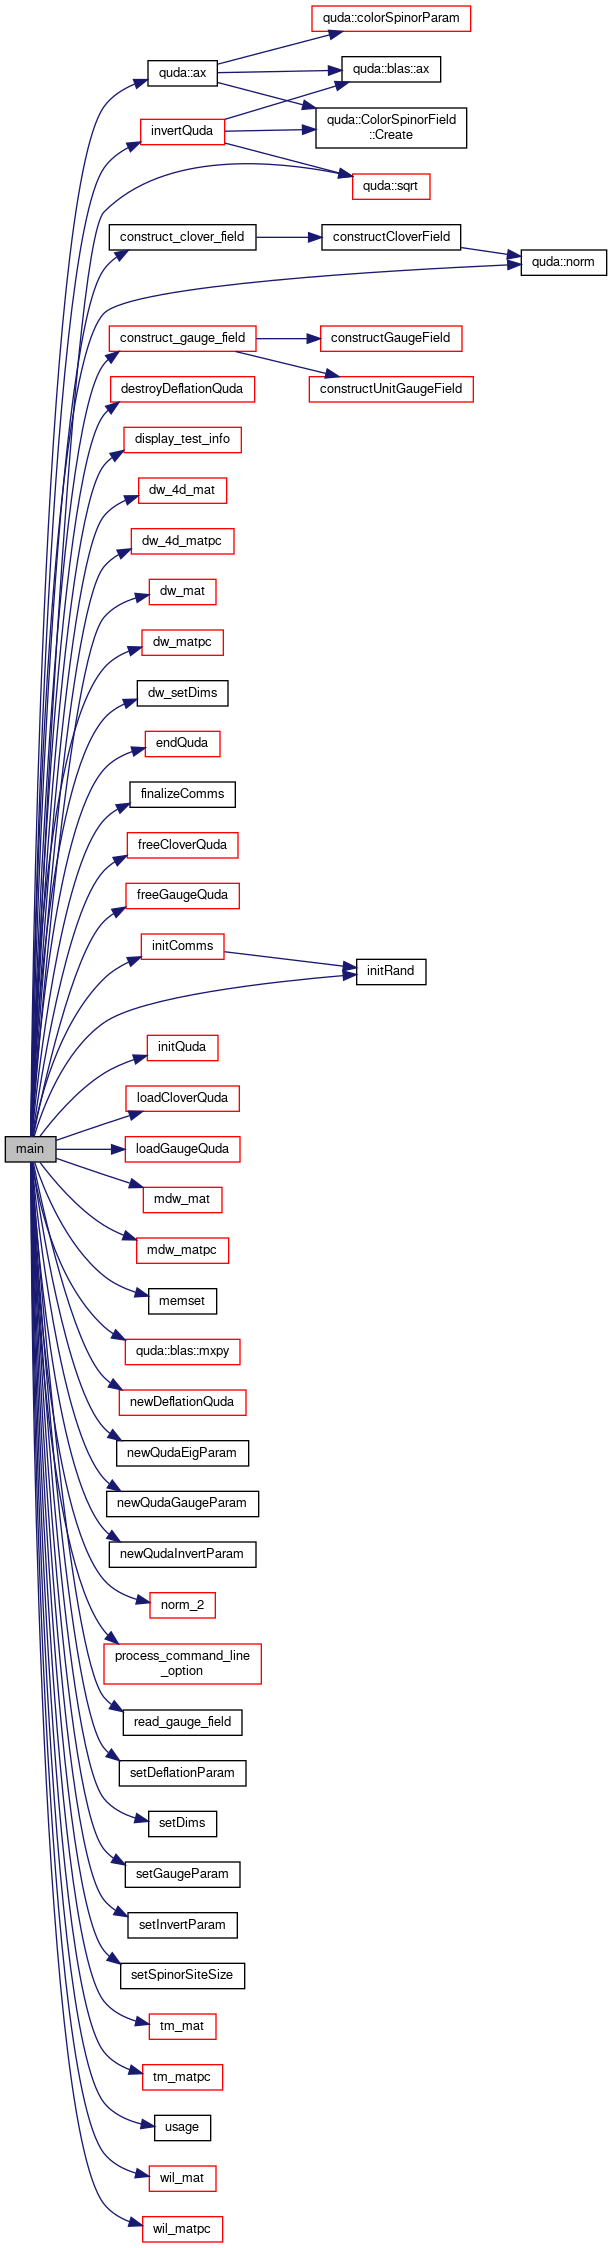 quda::colorSpinorParam
quda::ax
quda::blas::ax
quda::ColorSpinorField
::Create
invertQuda
quda::sqrt
construct_clover_field
constructCloverField
quda::norm
construct_gauge_field
constructGaugeField
constructUnitGaugeField
destroyDeflationQuda
display_test_info
dw_4d_mat
dw_4d_matpc
dw_mat
dw_matpc
dw_setDims
endQuda
finalizeComms
freeCloverQuda
freeGaugeQuda
initComms
initRand
initQuda
loadCloverQuda
main
loadGaugeQuda
mdw_mat
mdw_matpc
memset
quda::blas::mxpy
newDeflationQuda
newQudaEigParam
newQudaGaugeParam
newQudaInvertParam
norm_2
process_command_line
_option
read_gauge_field
setDeflationParam
setDims
setGaugeParam
setInvertParam
setSpinorSiteSize
tm_mat
tm_matpc
usage
wil_mat
wil_matpc